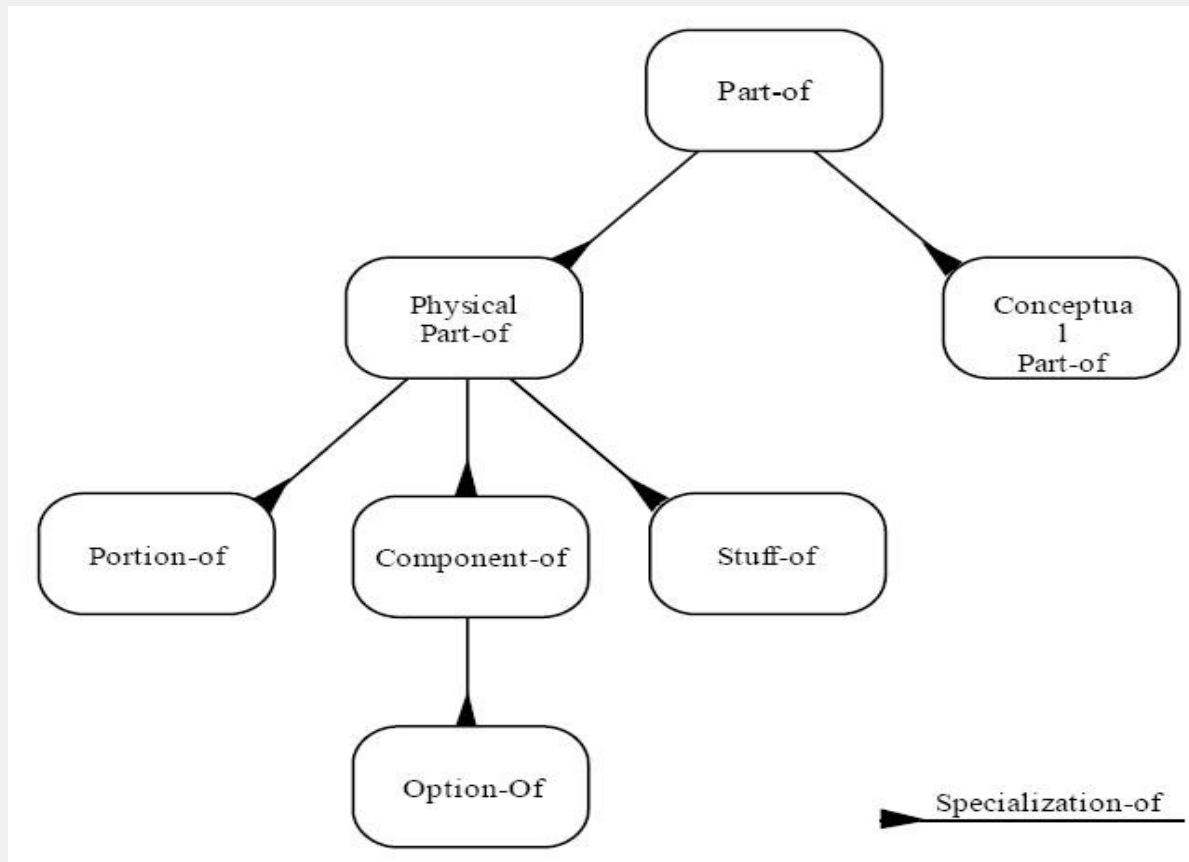 Part-of
Physical
Part-of
Conceptua
l
Part-of
Portion-of
Component-of
Stuff-of
Option-Of
Specialization-of